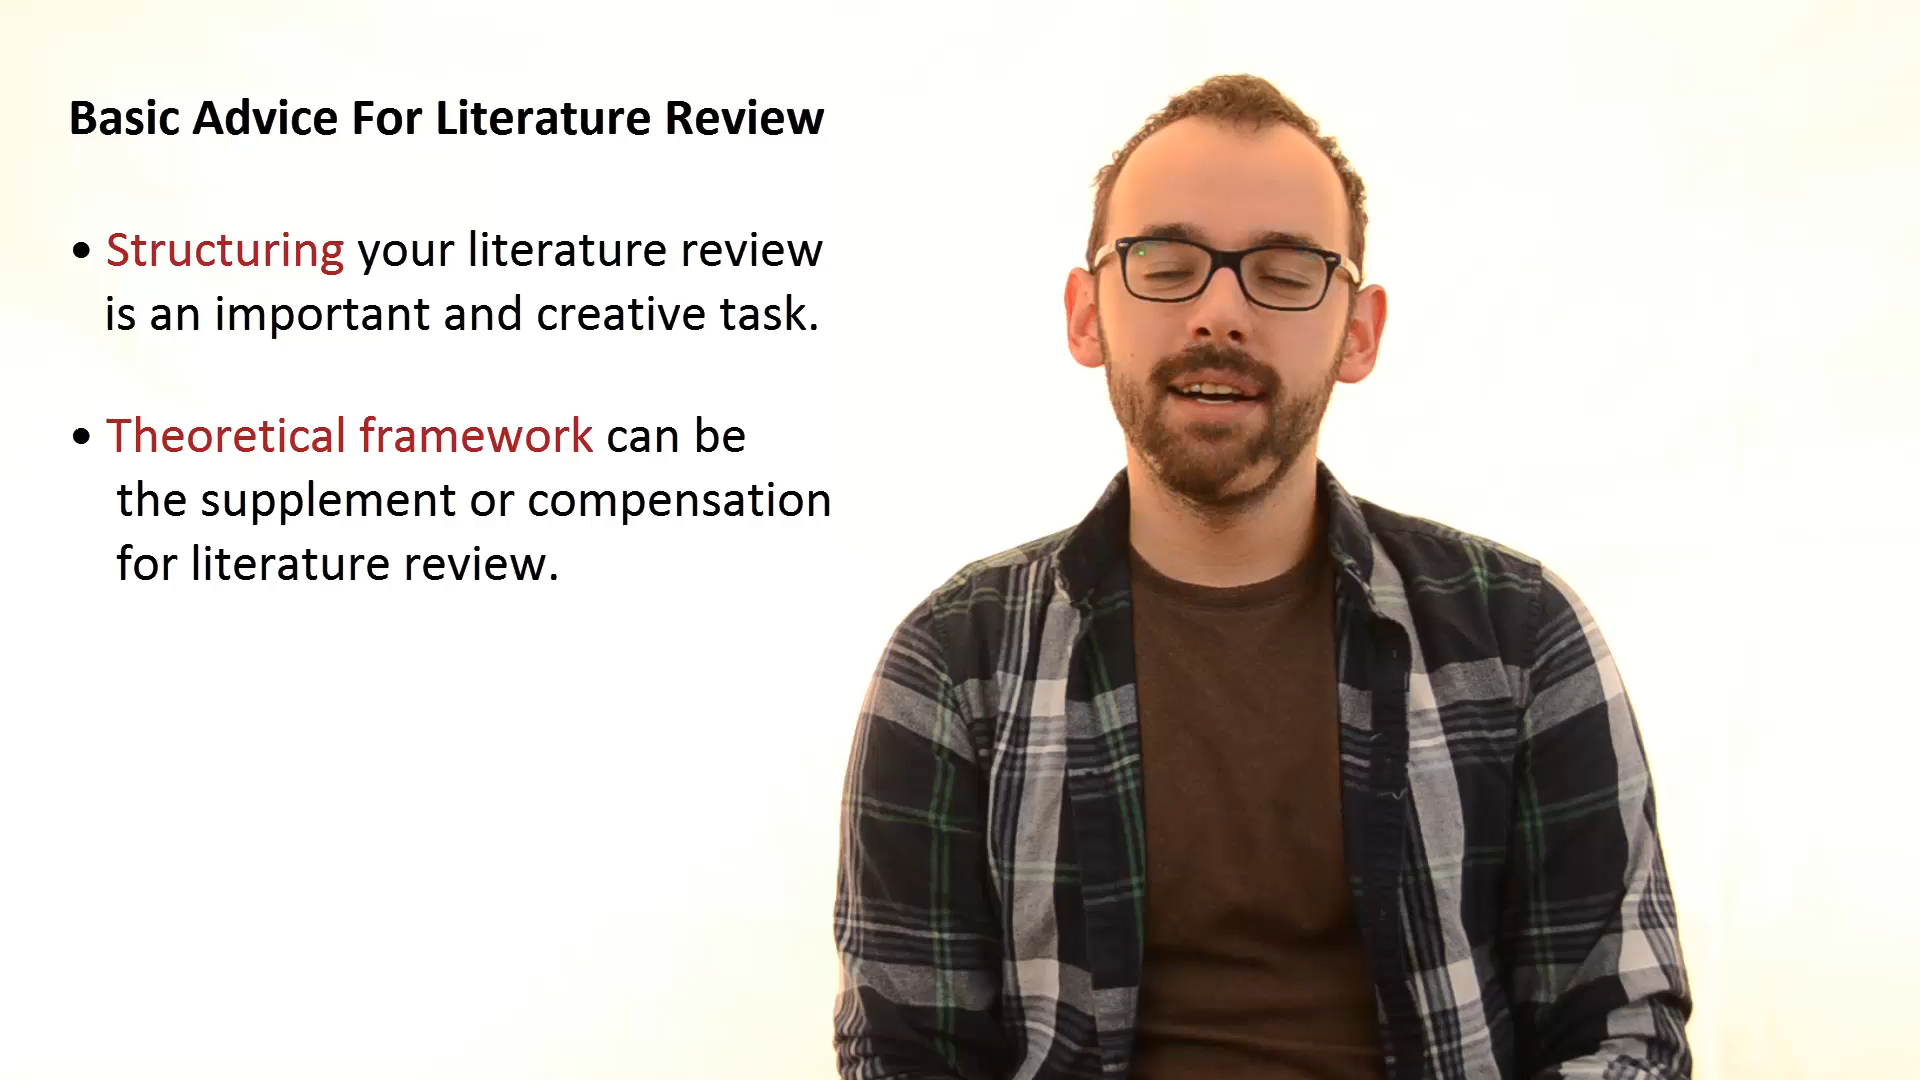 Basic Advice For Literature Review
• Structuring your literature review
is an important and creative task.
• Theoretical framework can be
the supplement or compensation
for literature review.